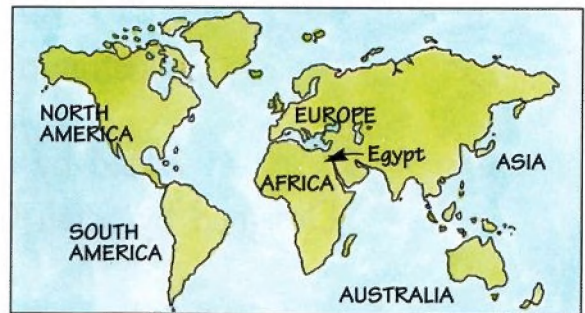 NORTH
AMERICA
EUROPE
Egypt
ASIA
AFRICA
SOUTH
AMERICA
AUSTRALIA